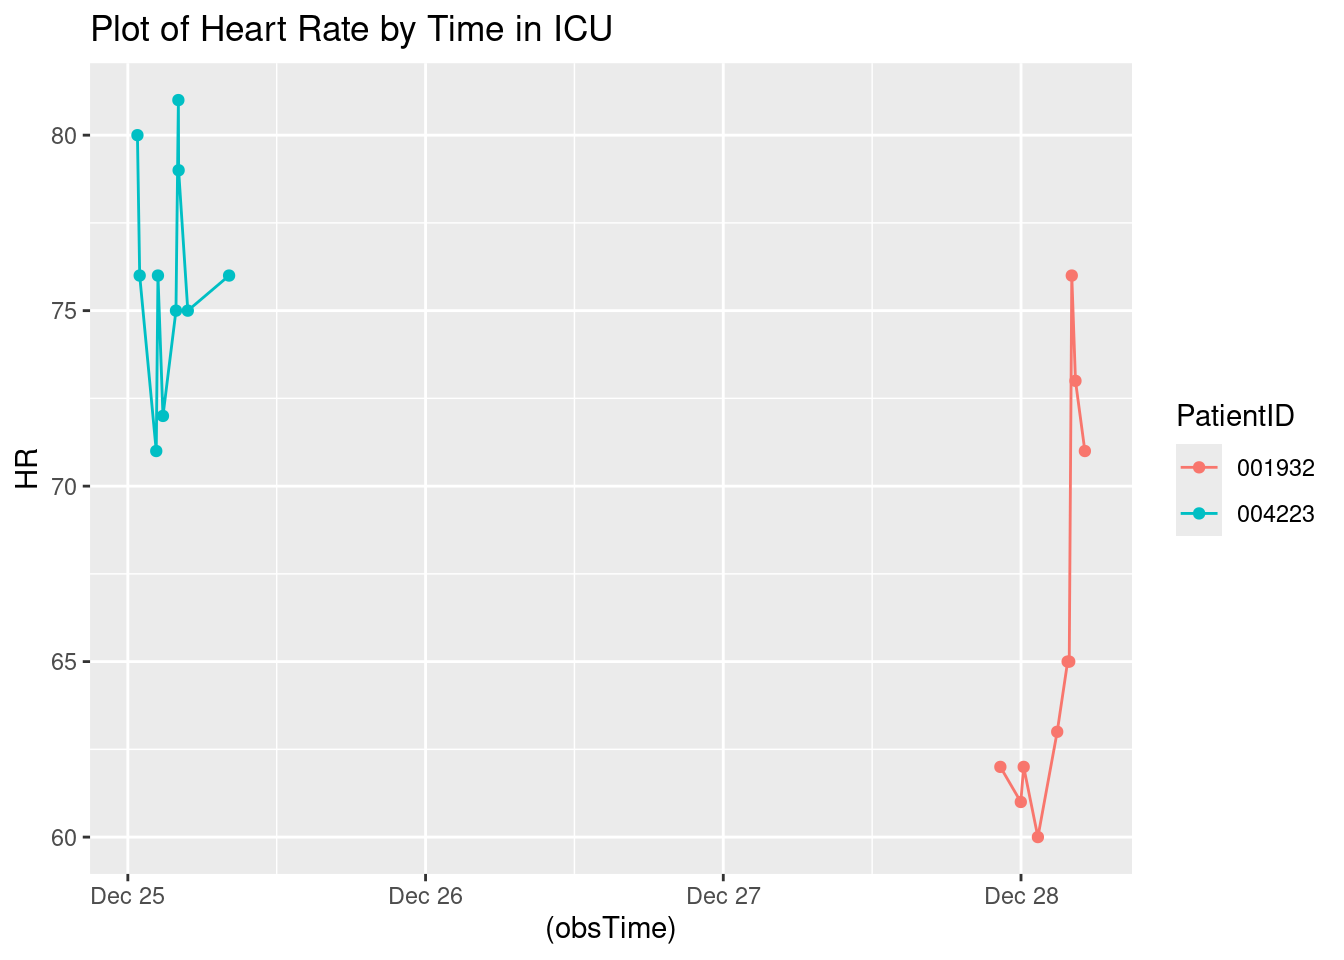 Plot of Heart Rate by Time in ICU
80
75
70
65
60
HR
Dec 25
Dec 26
Dec 27
Dec 28
(obsTime)
PatientID
001932
004223